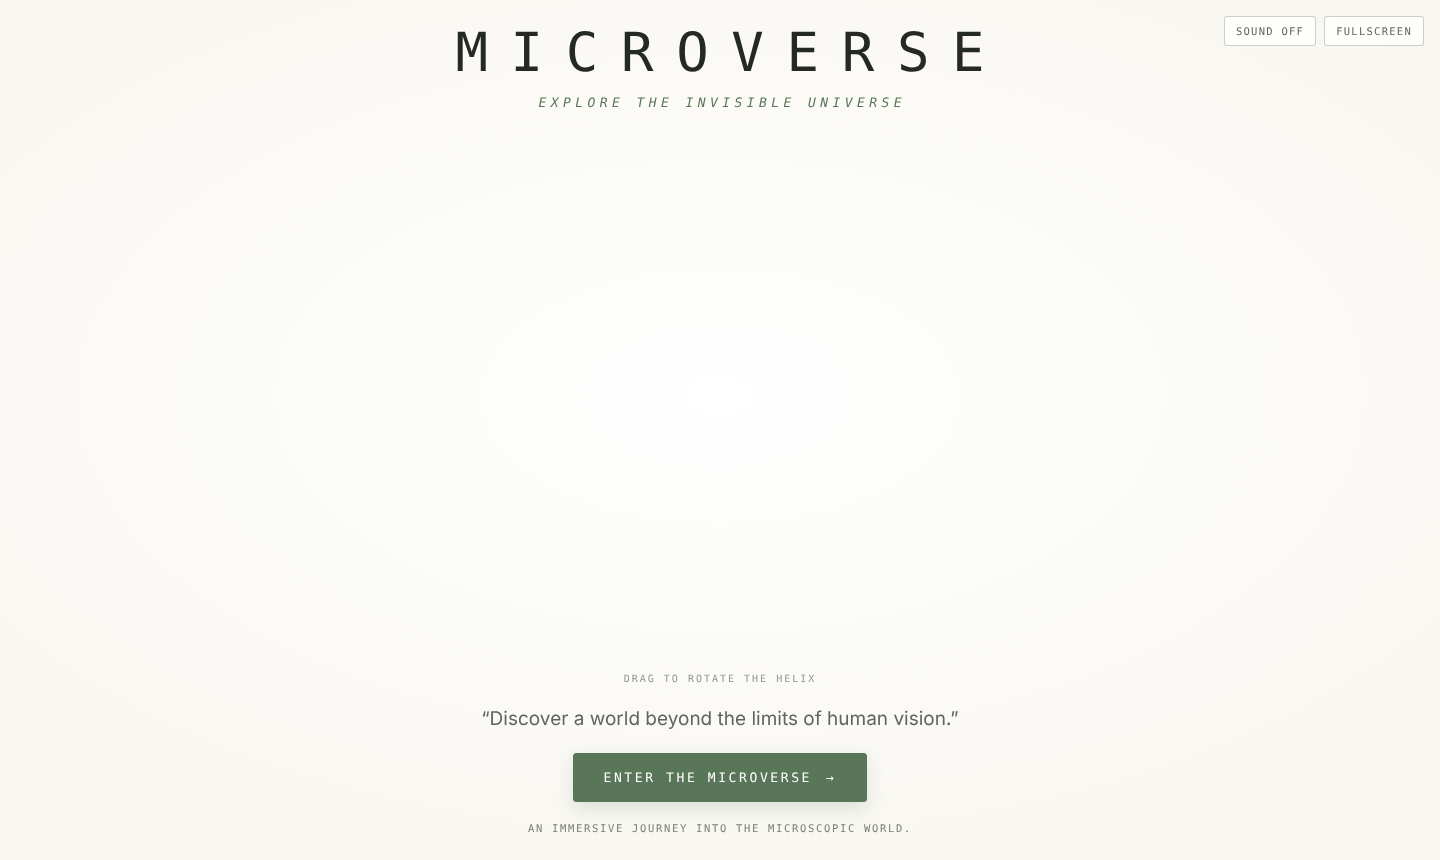 MICROVERSE
EXPLORE THE INVISIBLE UNIVERSE
SOUND OFF
FULLSCREEN
DRAG TO ROTATE THE HELIX
“Discover a world beyond the limits of human vision.”
ENTER THE MICROVERSE →
AN IMMERSIVE JOURNEY INTO THE MICROSCOPIC WORLD.